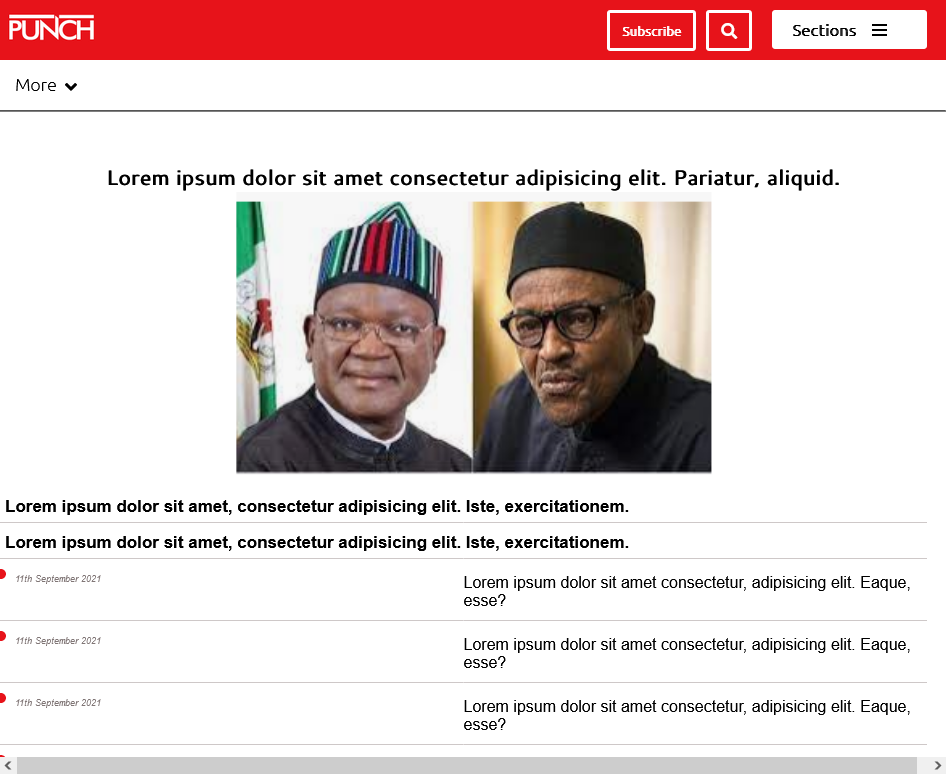 PUNCH
Subscribe
Sections
More
Lorem ipsum dolor sit amet consectetur adipisicing elit. Pariatur, aliquid.
Lorem ipsum dolor sit amet, consectetur adipisicing elit. Iste, exercitationem.
Lorem ipsum dolor sit amet, consectetur adipisicing elit. Iste, exercitationem.
11th September 2021
Lorem ipsum dolor sit amet consectetur, adipisicing elit. Eaque,
esse?
11th September 2021
Lorem ipsum dolor sit amet consectetur, adipisicing elit. Eaque,
esse?
11th September 2021
Lorem ipsum dolor sit amet consectetur, adipisicing elit. Eaque,
esse?